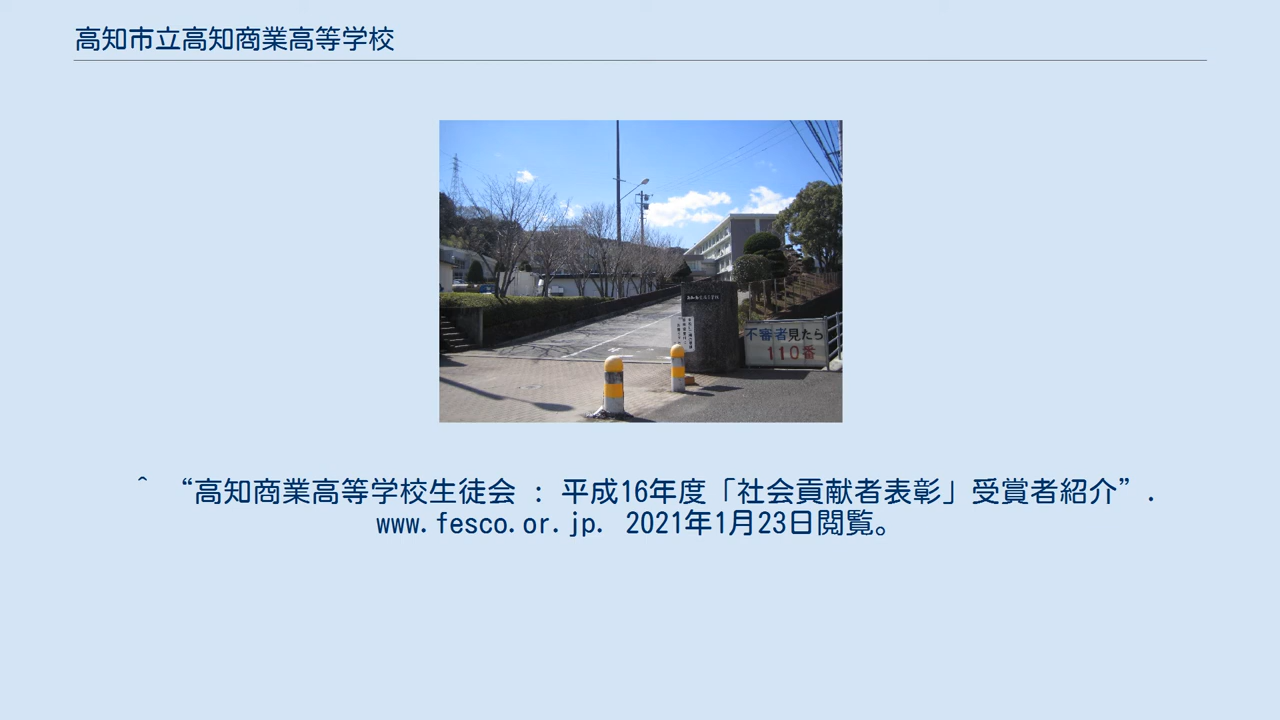 高知市立高知商業高等学校
不審者見たら
110番
^ “高知商業高等学校生徒会 : 平成16年度「社会貢献者表彰」受賞者紹介”.
www.fesco.or.jp. 2021年1月23日閲覧。